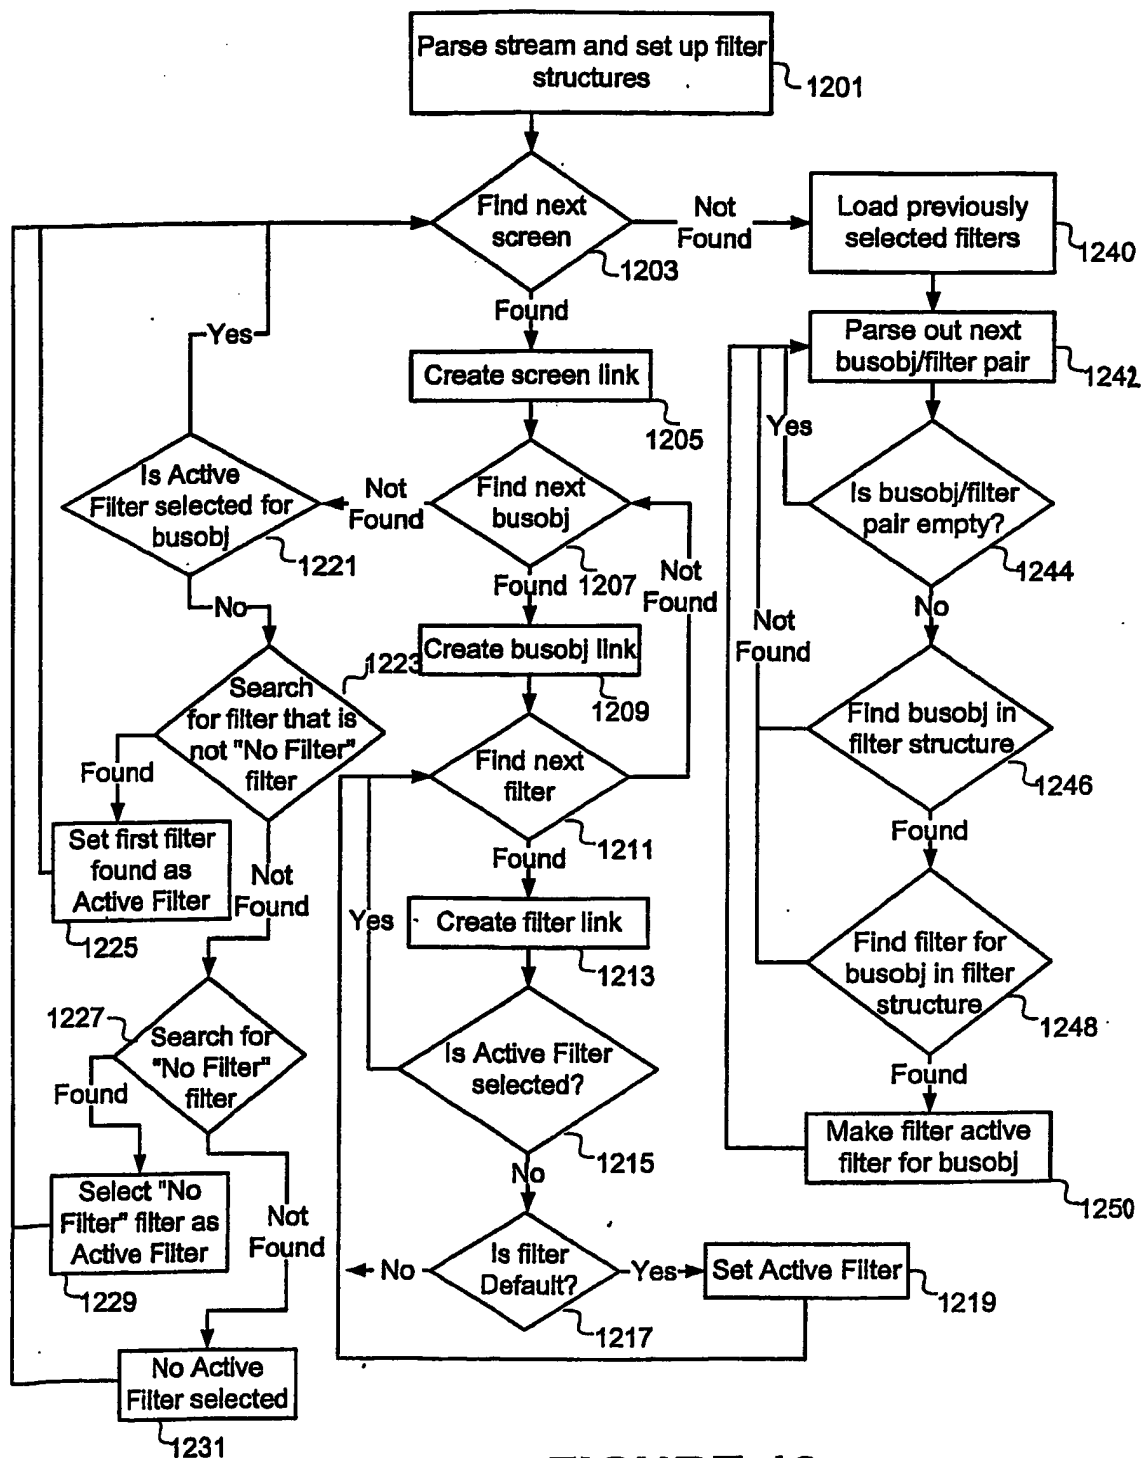 Parse stream and set up filter
structures
1201
Find next
screen
1203
Not
Found
Load previously
selected filters
1240
Found
Yes
Create screen link
1205
Parse out next
busobj/filter pair
1242
Yes
Is Active
Filter selected for
busobj
1221
Not
Found
Find next
busobj
1207
Is busobj/filter
pair empty?
1244
Found
Not
Found
No
No
Create busobj link
1209
Not
Found
1223
Search
for filter that is
not "No Filter"
filter
Find next
filter
1211
Find busobj in
filter structure
1246
Found
Found
Found
Set first filter
found as
Active Filter
1225
Not
Found
Yes
Create filter link
1213
Find filter for
busobj in filter
structure
1248
1227
Search for
"No Filter"
filter
Is Active Filter
selected?
1215
Found
Found
Make filter active
filter for busobj
1250
No
Select "No
Filter" filter as
Active Filter
1229
Not
Found
No
Is filter
Default?
1217
Yes
Set Active Filter
1219
No Active
Filter selected
1231